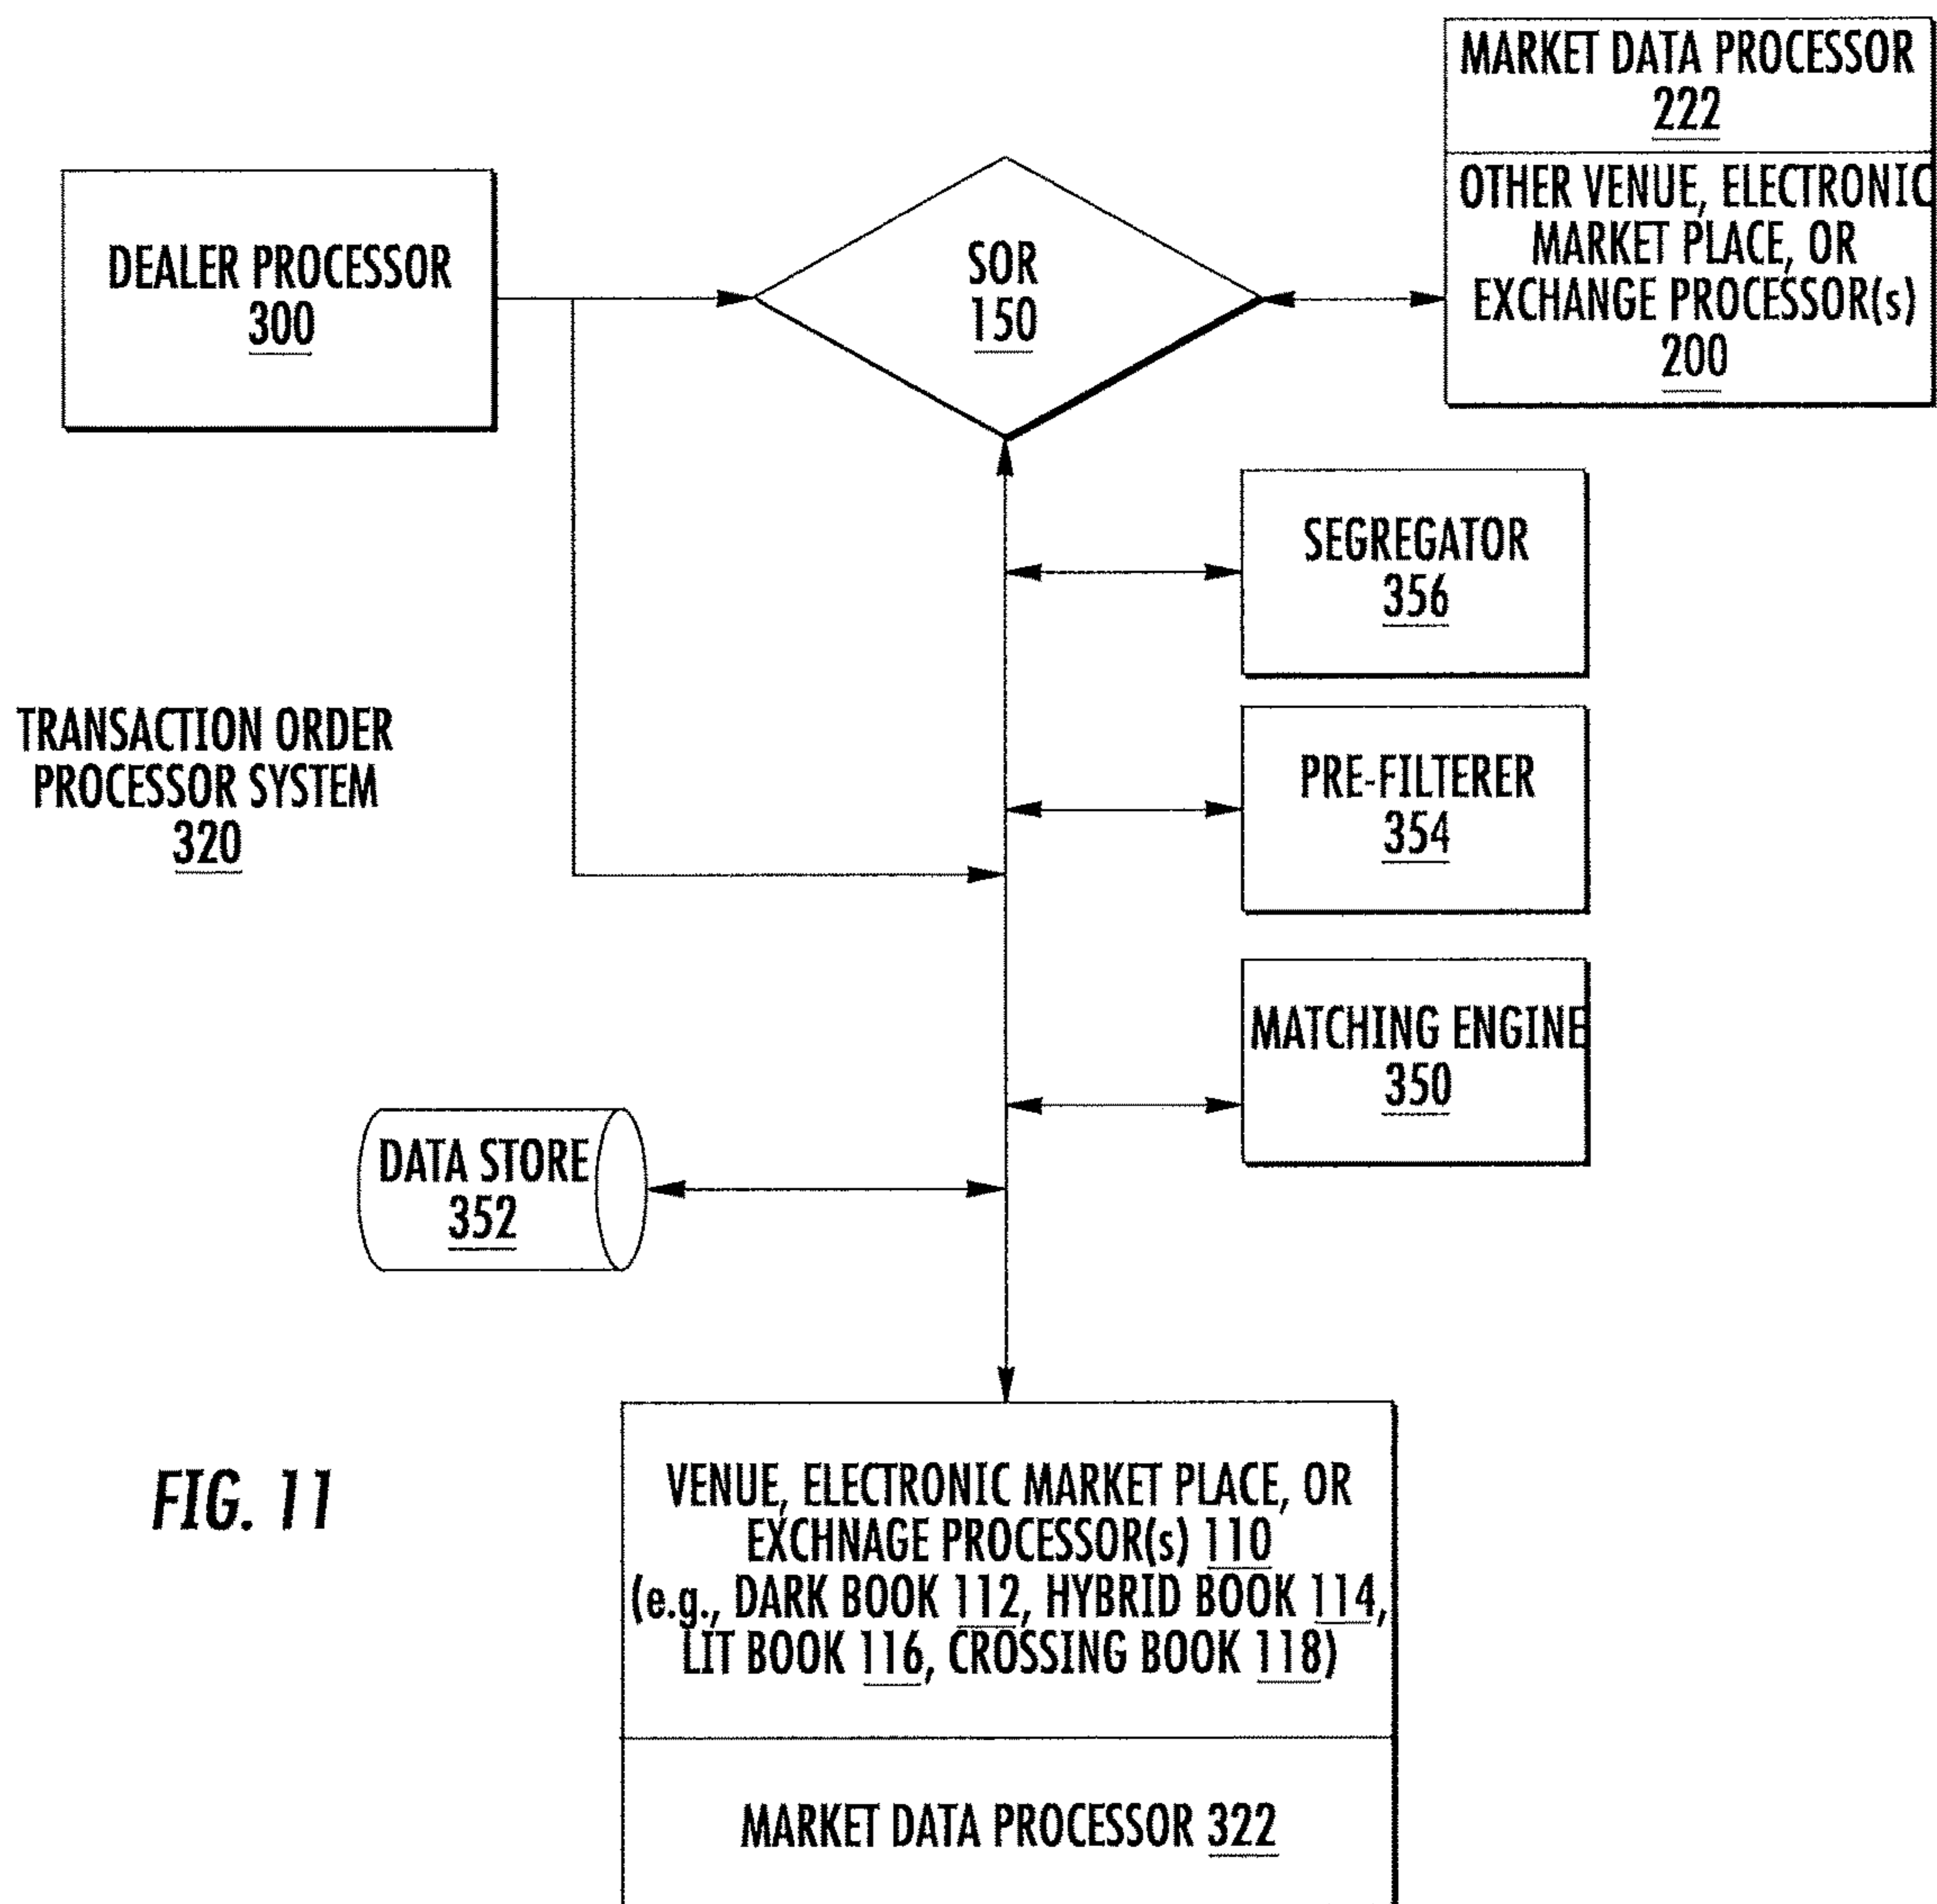 MARKET DATA PROCESSOR
222
OTHER VENUE, ELECTRONIC
MARKET PLACE, OR
EXCHANGE PROCESSOR(s)
200
DEALER PROCESSOR
300
SOR
150
SEGREGATOR
356
TRANSACTION ORDER
PROCESSOR SYSTEM
320
PRE-FILTERER
354
MATCHING ENGINE
350
DATA STORE
352
FIG. 11
VENUE, ELECTRONIC MARKET PLACE, OR
EXCHNAGE PROCESSOR(s) 110
(e.g., DARK BOOK 112, HYBRID BOOK 114,
LIT BOOK 116, CROSSING BOOK 118)
MARKET DATA PROCESSOR 322